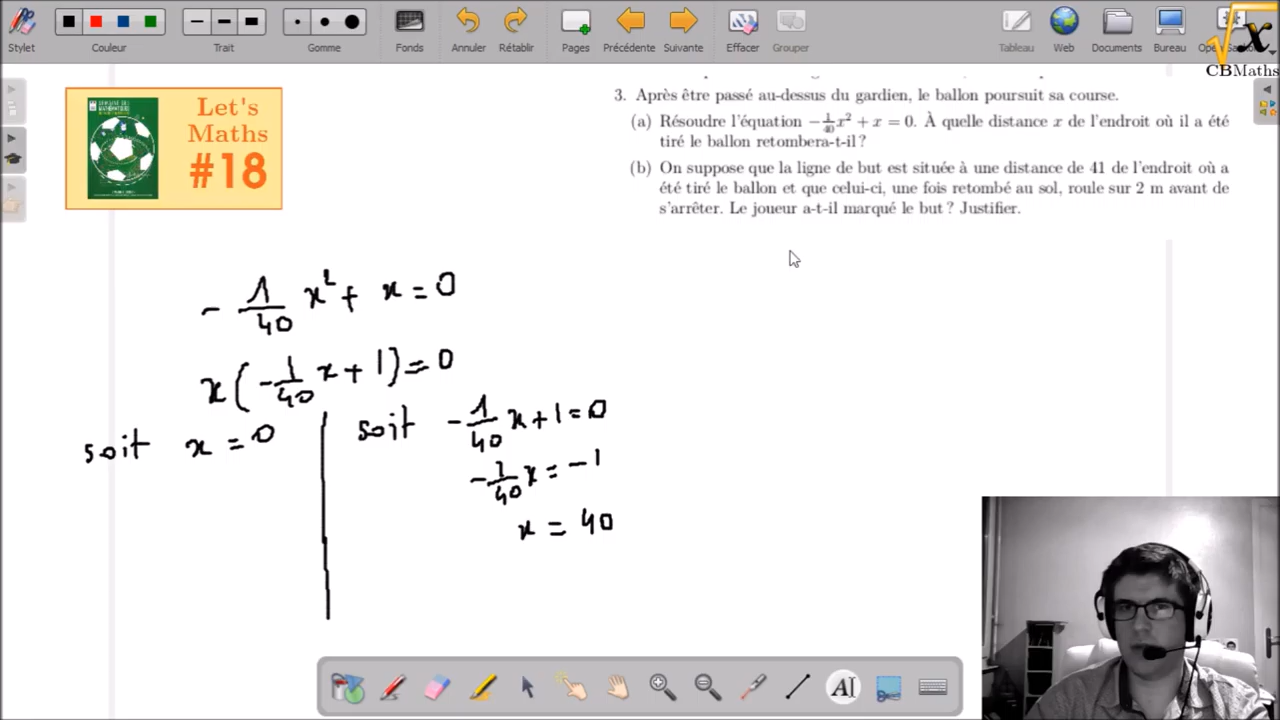 Stylet
Couleur
Trait
Gomme
Fonds
Annuler
Rétablir
Pages
Précédente
Suivante
Effacer
Grouper
Tableau
Web
Documents
Bureau
√x
CBMaths
Let's
Maths
#18
3. Après être passé au-dessus du gardien, le ballon poursuit sa course.
(a) Résoudre l'équation −1/40x² + x = 0. À quelle distance x de l'endroit où il a été
tiré le ballon retombera-t-il ?
(b) On suppose que la ligne de but est située à une distance de 41 de l'endroit où a
été tiré le ballon et que celui-ci, une fois retombé au sol, roule sur 2 m avant de
s'arrêter. Le joueur a-t-il marqué le but ? Justifier.
- 1/40 x² + x = 0
x(-1/40 x + 1) = 0
soit x = 0
soit -1/40 x + 1 = 0
-1/40 x = -1
x = 40
AI